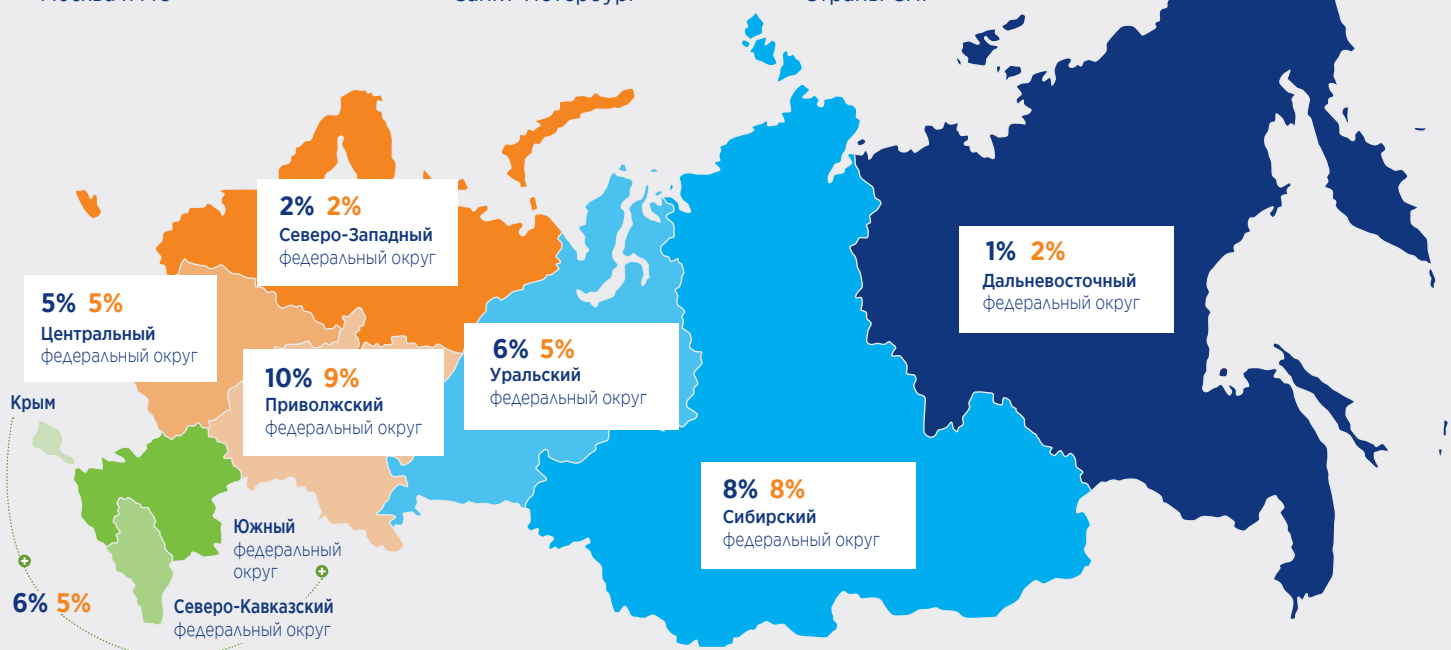 2% 2%
Северо-Западный
федеральный округ
1% 2%
Дальневосточный
федеральный округ
5% 5%
Центральный
федеральный округ
6% 5%
Уральский
федеральный округ
10% 9%
Приволжский
федеральный округ
Крым
8% 8%
Сибирский
федеральный округ
Южный
федеральный
округ
6% 5%
Северо-Кавказский
федеральный округ